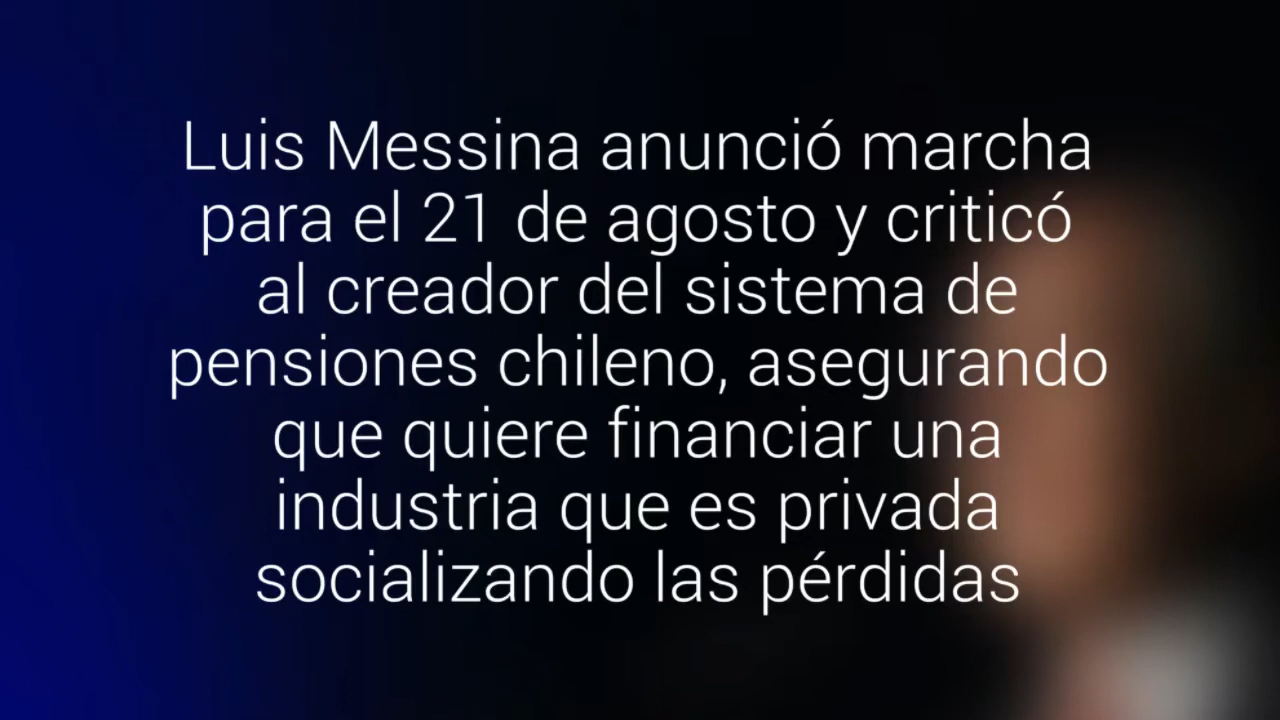 Luis Messina anunció marcha
para el 21 de agosto y criticó
al creador del sistema de
pensiones chileno, asegurando
que quiere financiar una
industria que es privada
socializando las pérdidas